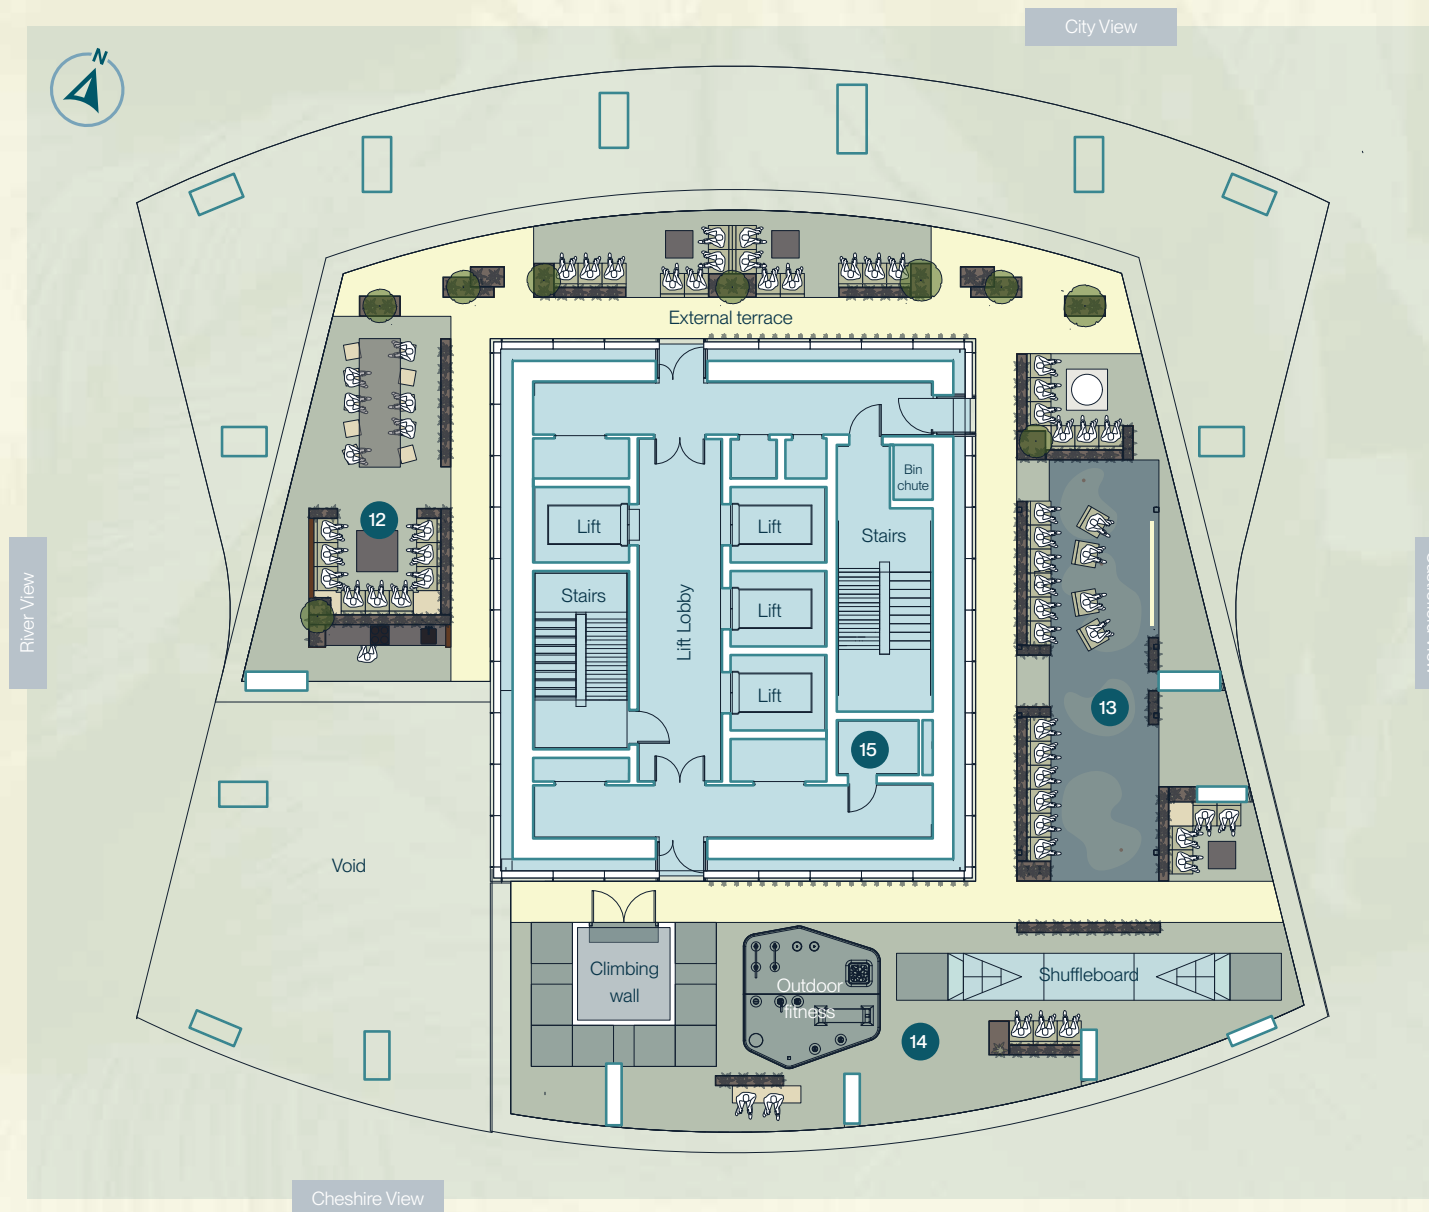 City View
N
External terrace
Bin
chute
Lift
Lift
Stairs
12
Stairs
Lift
Lift Lobby
River View
Lift
13
15
Void
Climbing
wall
Outdoor
fitness
Shuffleboard
14
Cheshire View